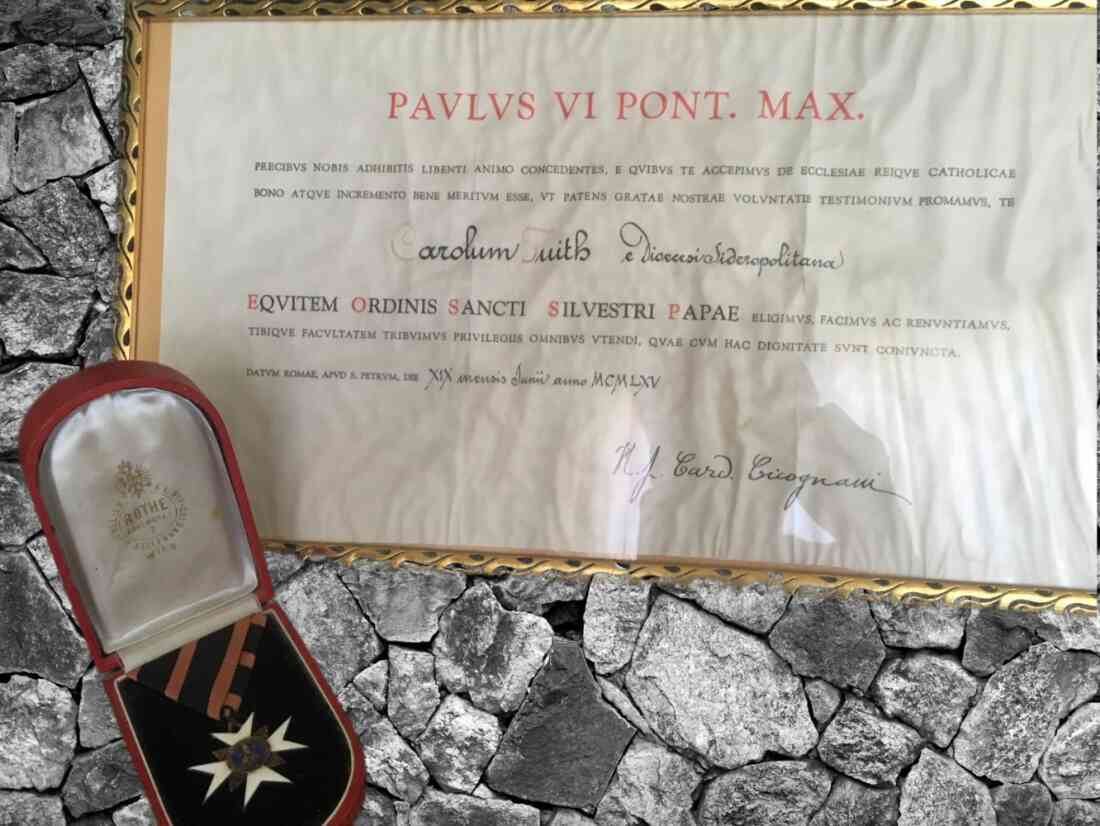 PAVLVS VI PONT. MAX.
PRECIBVS NOBIS ADHIBITIS LIBENTI ANIMO CONCEDENTES, E QVIBVS TE ACCEPIMVS DE ECCLESIAE REIQVE CATHOLICAE
BONO ATQVE INCREMENTO BENE MERITVM ESSE, VT PATENS GRATAE NOSTRAE VOLVNTATIS TESTIMONIVM PROMAMVS, TE
Carolum Tuith e Dioecesi Sideropolitana
EQVITEM ORDINIS SANCTI SILVESTRI PAPAE ELIGIMVS, FACIMVS AC RENVNTIAMVS,
TIBIQVE FACVLTATEM TRIBVIMVS PRIVILEGIIS OMNIBVS VTENDI, QVAE CVM HAC DIGNITATE SVNT CONIVNCTA.
DATVM ROMAE, APVD S. PETRVM, DIE XIX mensis Junii anno MCMLXV
H. J. Card. Cicognani
ROTHE
WIEN